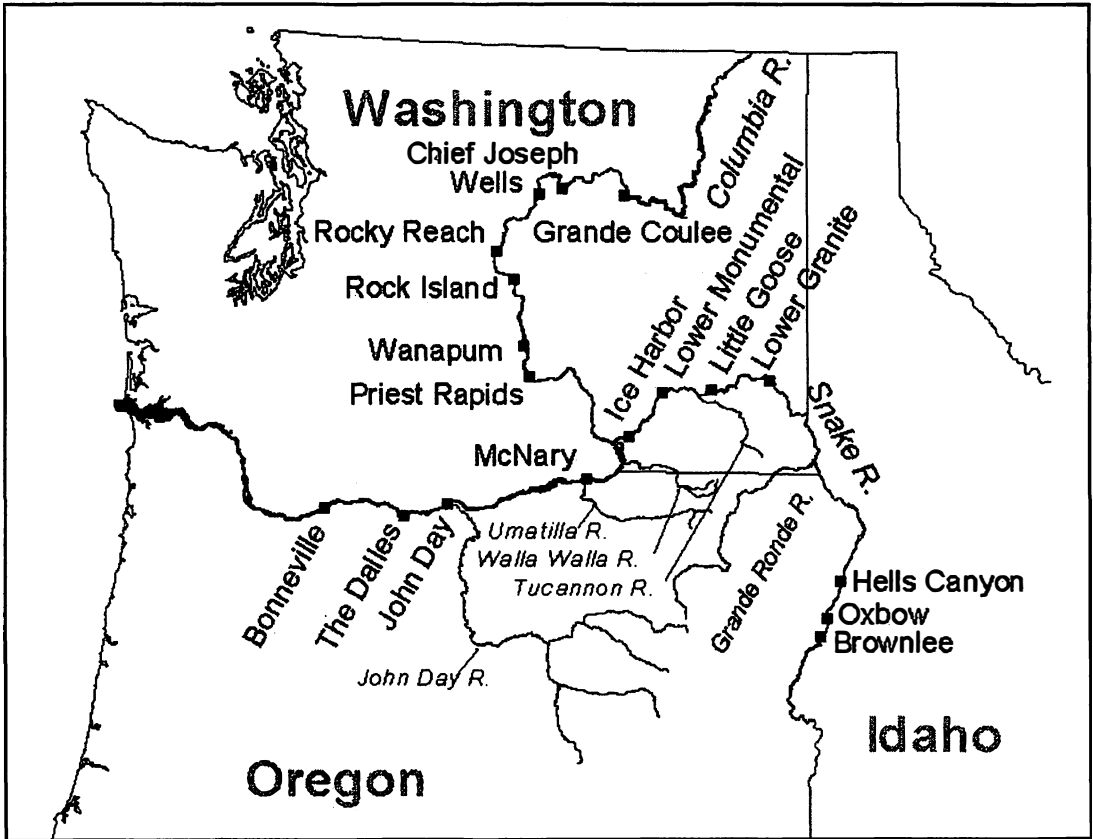 Washington
Chief Joseph
Wells
Columbia R.
Rocky Reach
Grande Coulee
Rock Island
Wanapum
Priest Rapids
Ice Harbor
Lower Monumental
Little Goose
Lower Granite
Snake R.
McNary
Bonneville
The Dalles
John Day
Umatilla R.
Walla Walla R.
Tucannon R.
Grande Ronde R.
John Day R.
Hells Canyon
Oxbow
Brownlee
Idaho
Oregon